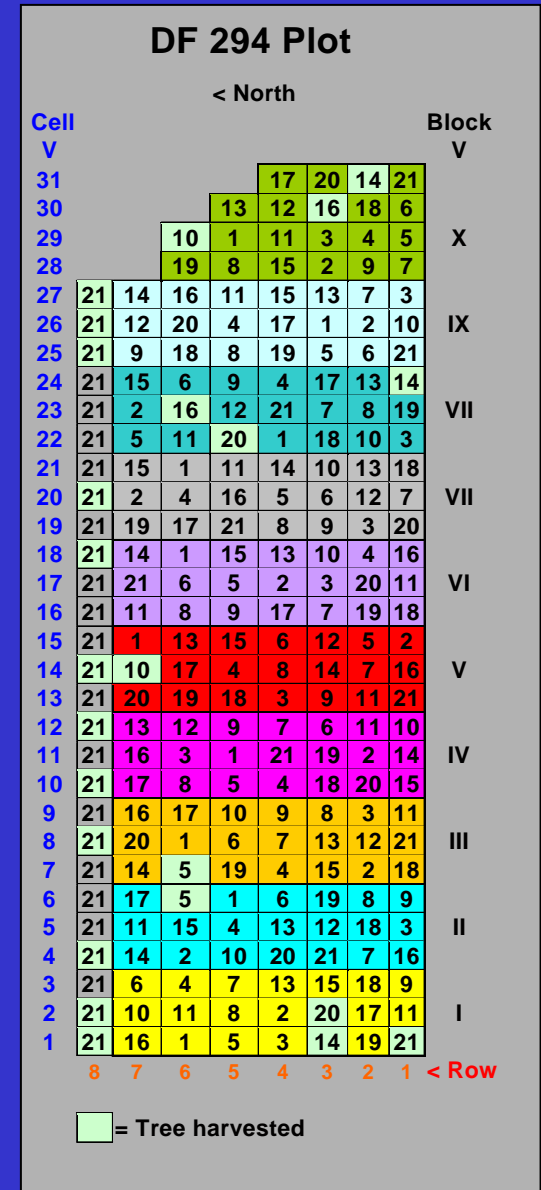 DF 294 Plot
< North
Cell Block
V V
31 17 20 14 21
30 13 12 16 18 6
29 10 1 11 3 4 5 X
28 19 8 15 2 9 7
27 21 14 16 11 15 13 7 3
26 21 12 20 4 17 1 2 10 IX
25 21 9 18 8 19 5 6 21
24 21 15 6 9 4 17 13 14
23 21 2 16 12 21 7 8 19 VII
22 21 5 11 20 1 18 10 3
21 21 15 1 11 14 10 13 18
20 21 2 4 16 5 6 12 7 VII
19 21 19 17 21 8 9 3 20
18 21 14 1 15 13 10 4 16
17 21 21 6 5 2 3 20 11 VI
16 21 11 8 9 17 7 19 18
15 21 1 13 15 6 12 5 2
14 21 10 17 4 8 14 7 16 V
13 21 20 19 18 3 9 11 21
12 21 13 12 9 7 6 11 10
11 21 16 3 1 21 19 2 14 IV
10 21 17 8 5 4 18 20 15
9 21 16 17 10 9 8 3 11
8 21 20 1 6 7 13 12 21 III
7 21 14 5 19 4 15 2 18
6 21 17 5 1 6 19 8 9
5 21 11 15 4 13 12 18 3 II
4 21 14 2 10 20 21 7 16
3 21 6 4 7 13 15 18 9
2 21 10 11 8 2 20 17 11 I
1 21 16 1 5 3 14 19 21
8 7 6 5 4 3 2 1 < Row
= Tree harvested